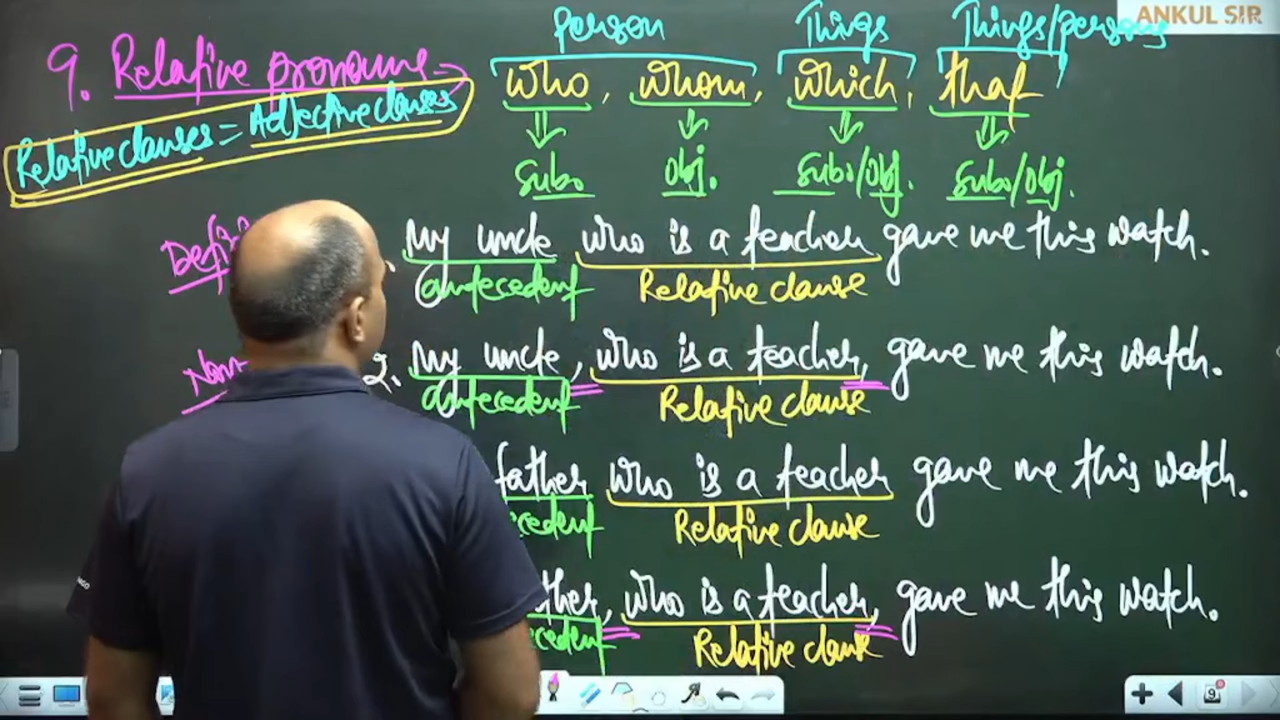 ANKUL SIR
Person Things Things/persons
9. Relative pronouns → who, whom, which, that
Relative clauses = Adjective clauses
Sub. Obj. Sub./Obj. Sub./Obj.
My uncle who is a teacher gave me this watch.
antecedent Relative clause
2. My uncle, who is a teacher, gave me this watch.
antecedent Relative clause
father who is a teacher gave me this watch.
Relative clause
who is a teacher, gave me this watch.
Relative clause
9